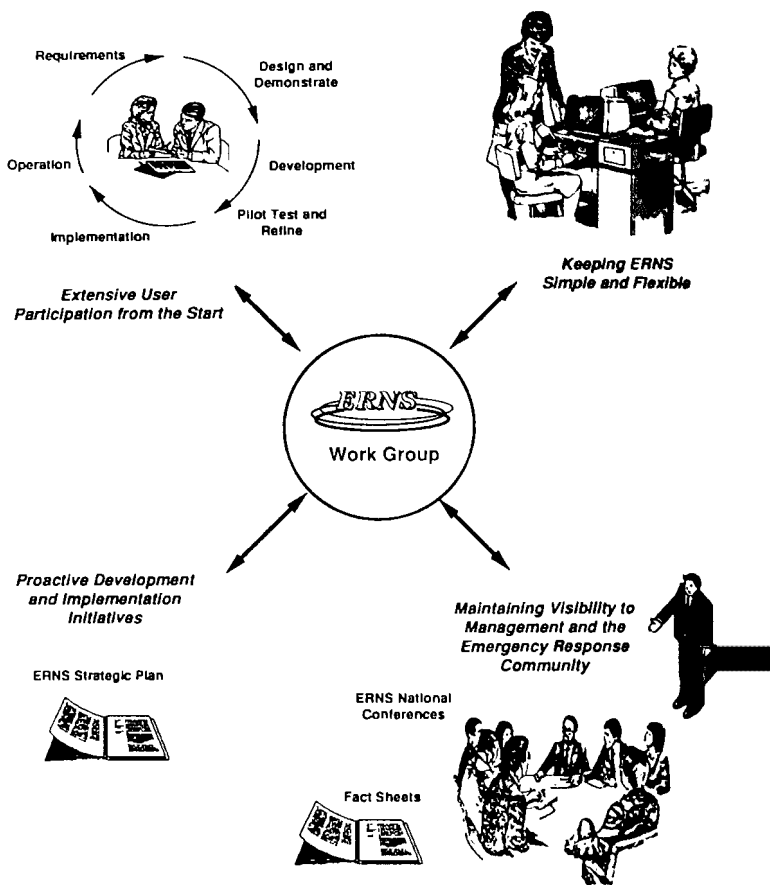 Requirements
Design and
Demonstrate
Operation
Development
Pilot Test and
Refine
Implementation
Extensive User
Participation from the Start
Keeping ERNS
Simple and Flexible
ERNS
Work Group
Proactive Development
and Implementation
Initiatives
ERNS Strategic Plan
Maintaining Visibility to
Management and the
Emergency Response
Community
ERNS National
Conferences
Fact Sheets